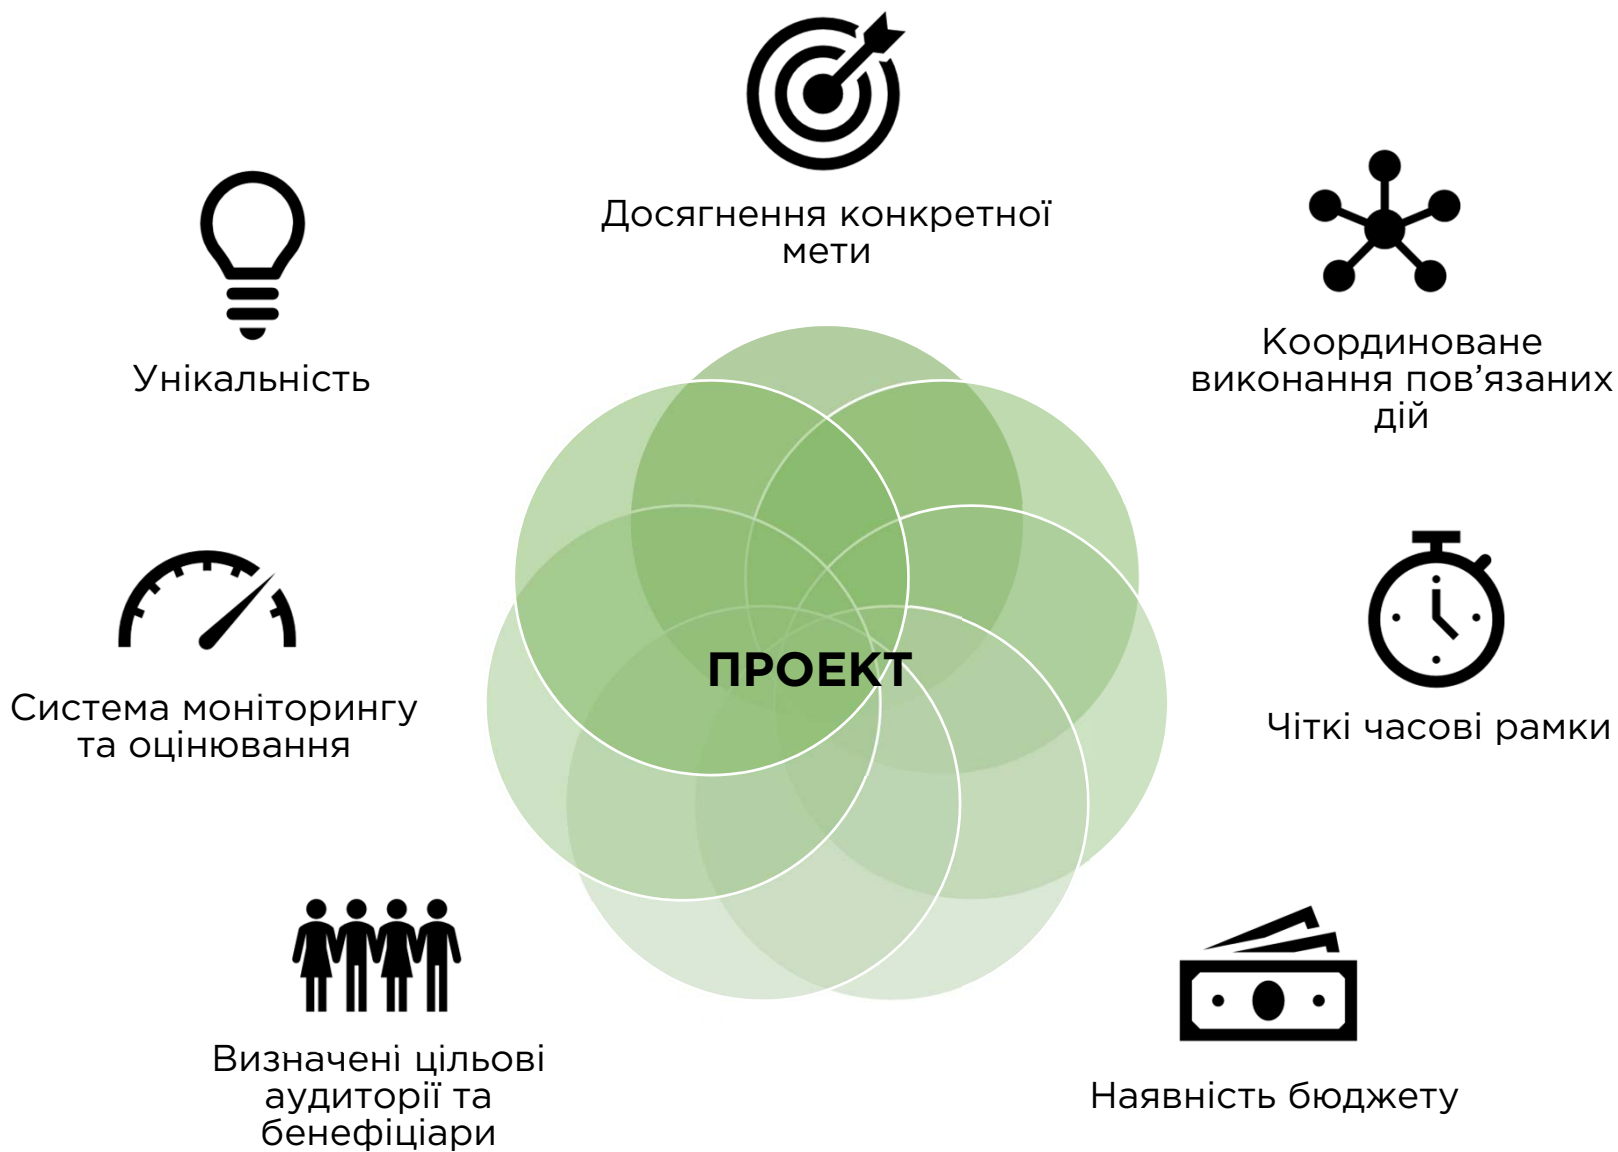 Досягнення конкретної
мети
Унікальність
Координоване
виконання пов’язаних
дій
ПРОЕКТ
Система моніторингу
та оцінювання
Чіткі часові рамки
Визначені цільові
аудиторії та
бенефіціари
Наявність бюджету